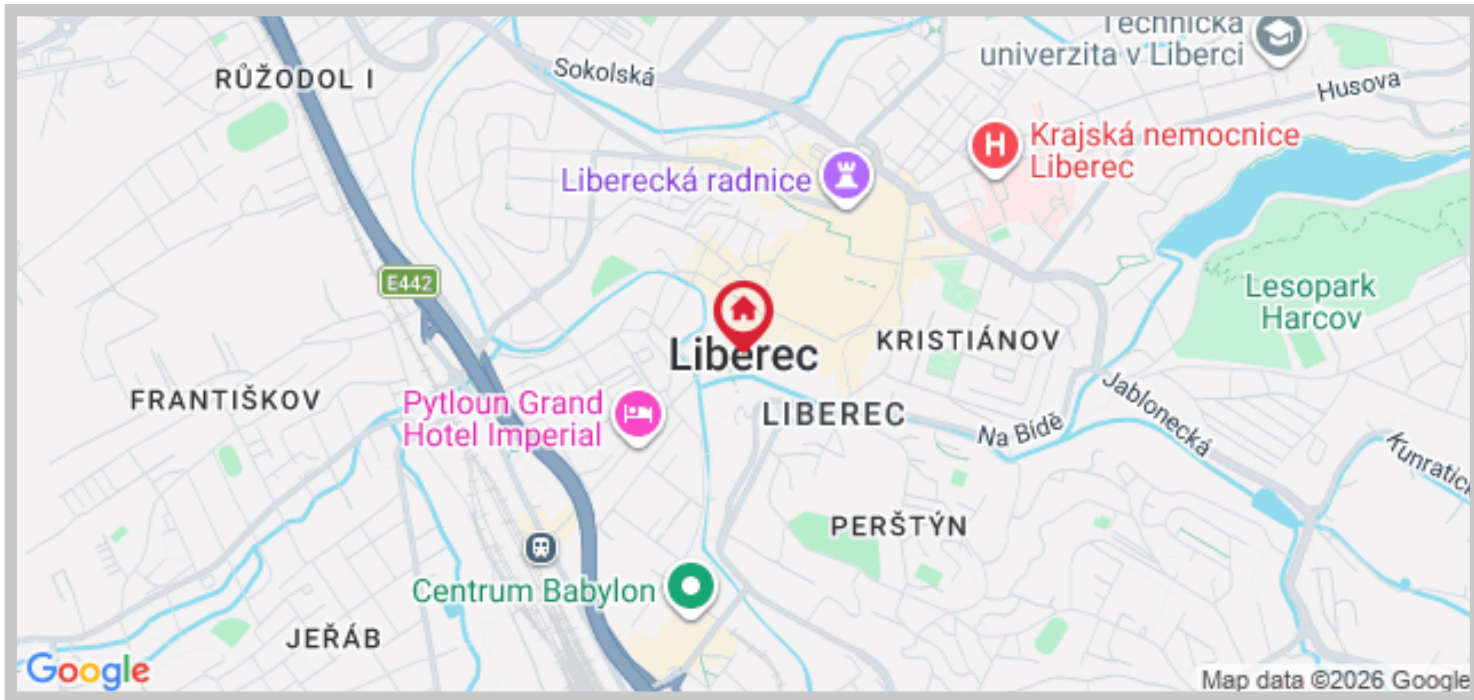 Technická
univerzita v Liberci
RŮŽODOL I
Sokolská
Husova
Krajská nemocnice
Liberec
H
Liberecká radnice
E442
Lesopark
Harcov
Liberec
KRISTIÁNOV
FRANTIŠKOV
Pytloun Grand
Hotel Imperial
LIBEREC
Na Bídě
Jablonecká
PERŠTÝN
Centrum Babylon
JEŘÁB
Google
Map data ©2026 Google